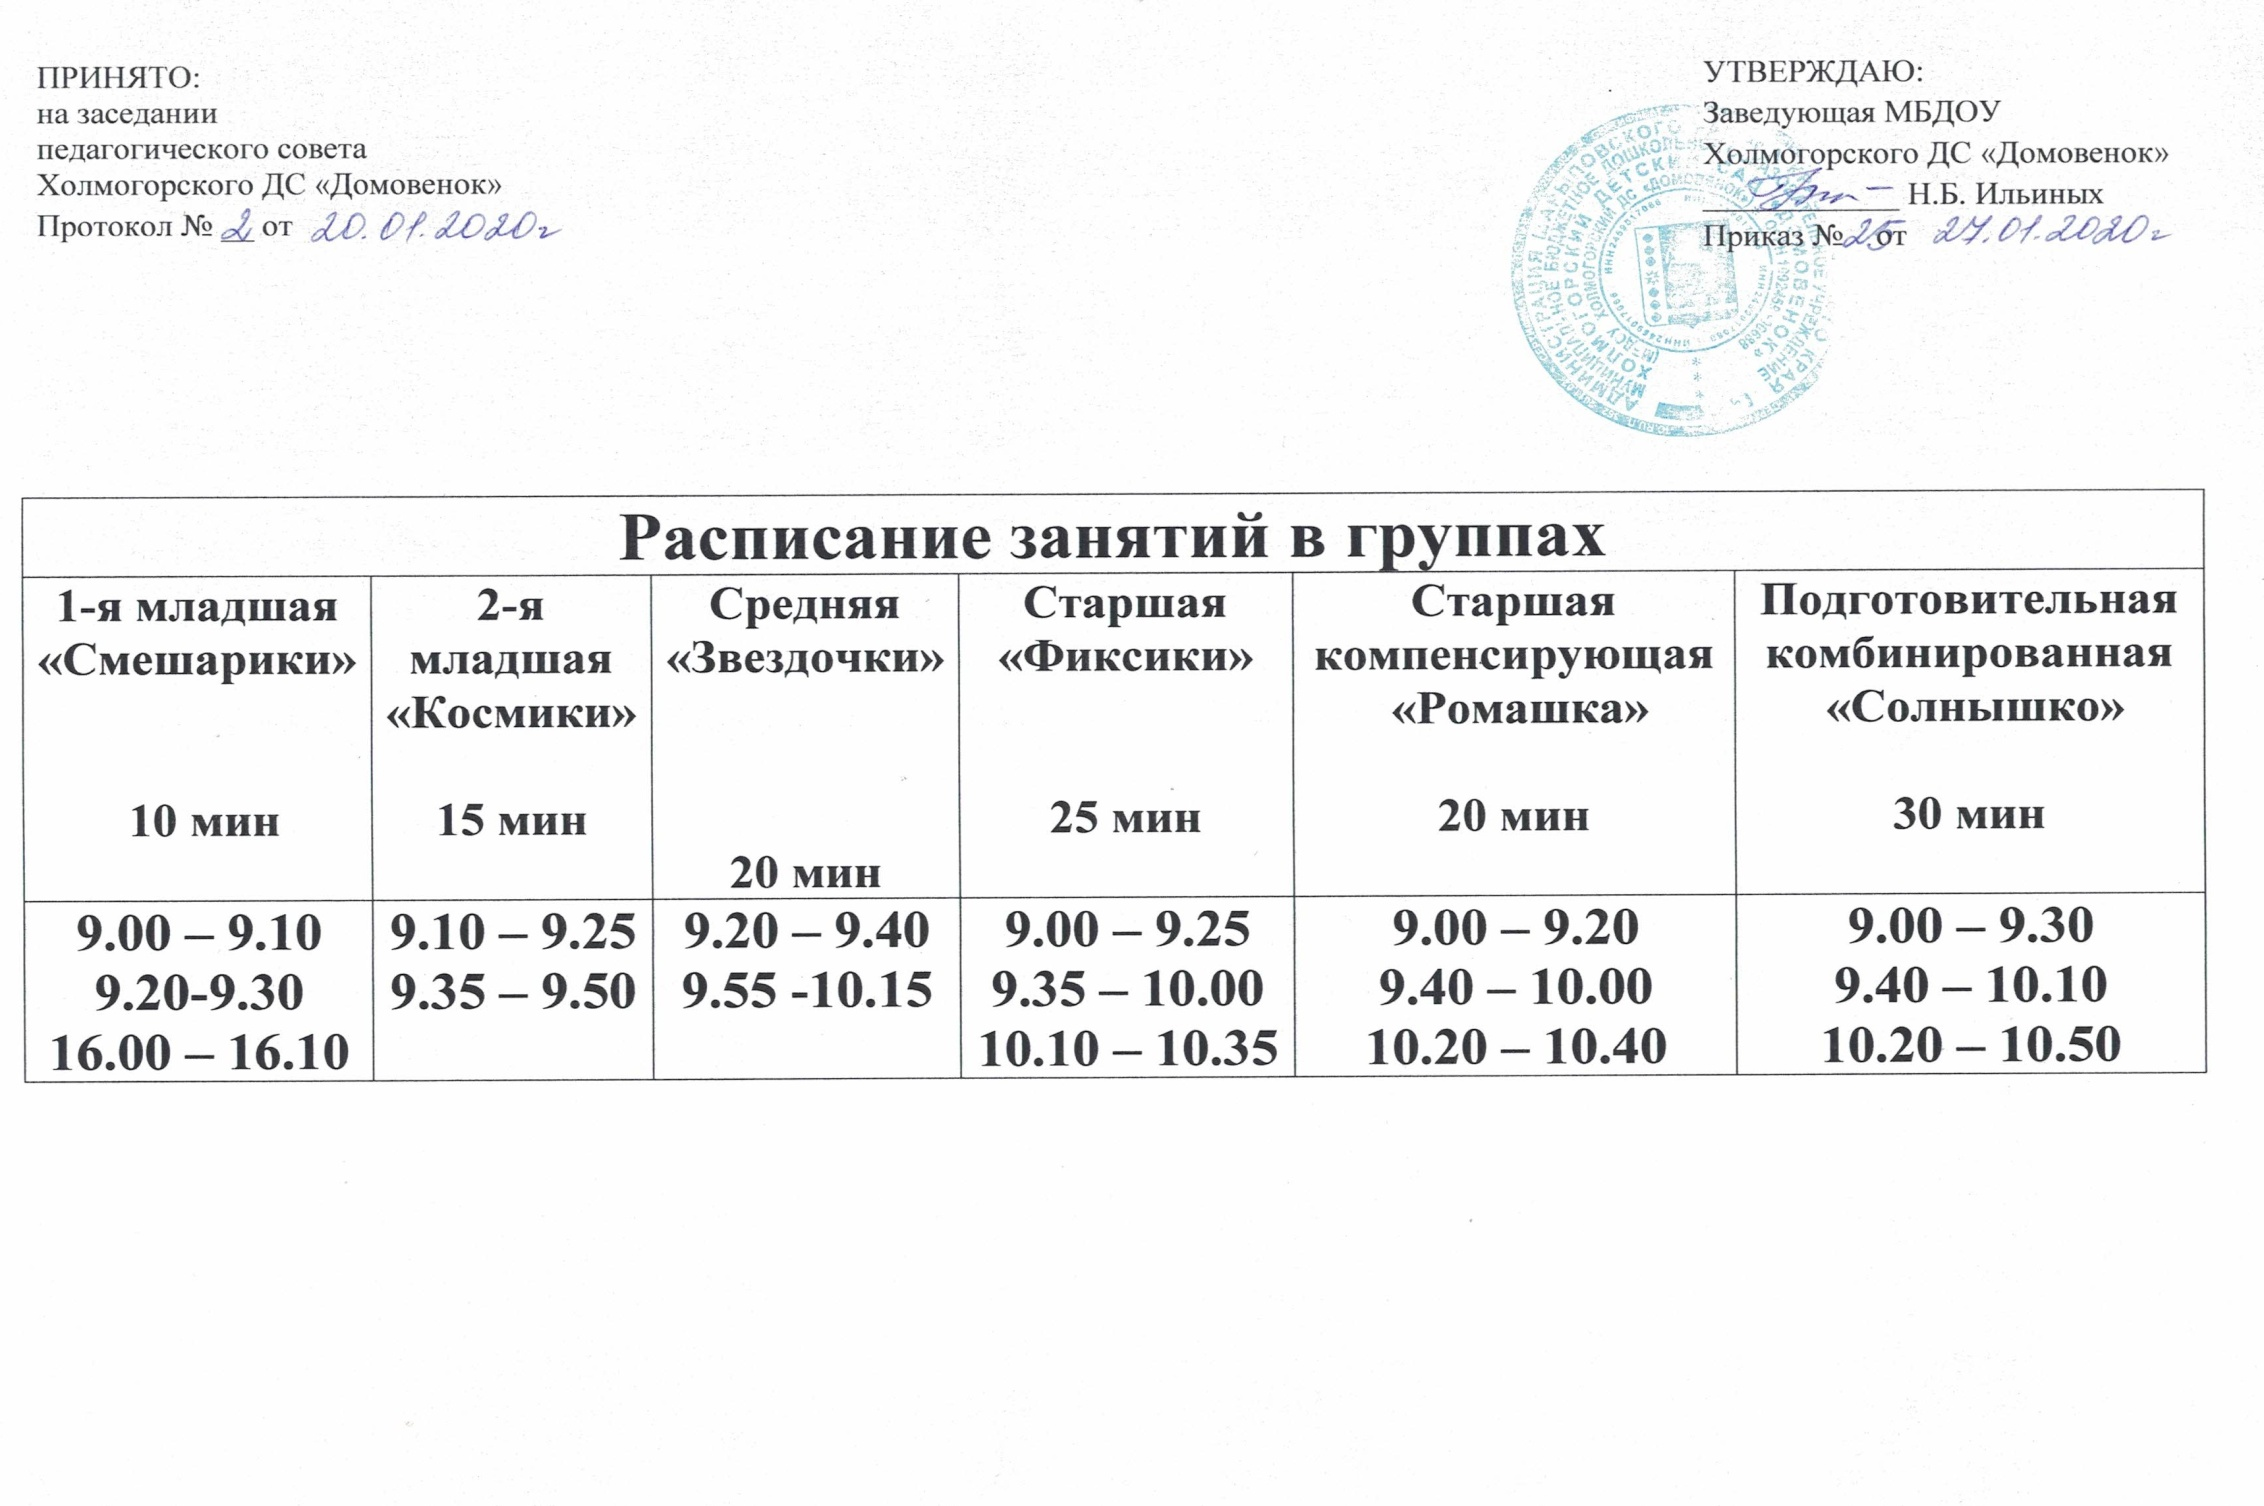 ПРИНЯТО:
на заседании
педагогического совета
Холмогорского ДС «Домовенок»
Протокол № 2 от 20.01.2020г
УТВЕРЖДАЮ:
Заведующая МБДОУ
Холмогорского ДС «Домовенок»
Н.Б. Ильиных
Приказ № 25 от 27.01.2020г
ХОЛМОГОРСКИЙ ДЕТСКИЙ САД
Расписание занятий в группах
1-я младшая
«Смешарики»
10 мин
2-я
младшая
«Космики»
15 мин
Средняя
«Звездочки»
20 мин
Старшая
«Фиксики»
25 мин
Старшая
компенсирующая
«Ромашка»
20 мин
Подготовительная
комбинированная
«Солнышко»
30 мин
9.00 – 9.10
9.20-9.30
16.00 – 16.10
9.10 – 9.25
9.35 – 9.50
9.20 – 9.40
9.55 -10.15
9.00 – 9.25
9.35 – 10.00
10.10 – 10.35
9.00 – 9.20
9.40 – 10.00
10.20 – 10.40
9.00 – 9.30
9.40 – 10.10
10.20 – 10.50